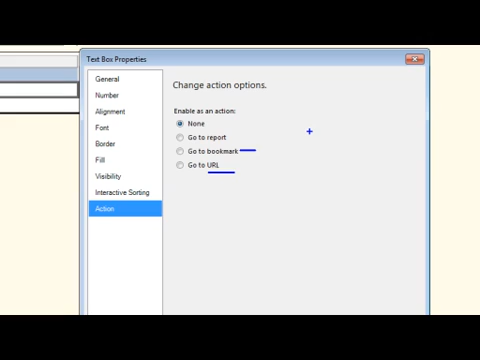 Text Box Properties
General
Number
Alignment
Font
Border
Fill
Visibility
Interactive Sorting
Action
Change action options.
Enable as an action:
None
Go to report
Go to bookmark
Go to URL